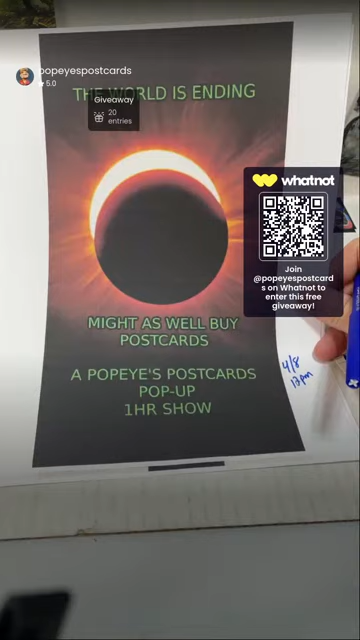 popeyespostcards
5.0
THE WORLD IS ENDING
Giveaway
20
entries
whatnot
Join
@popeyespostcard
s on Whatnot to
enter this free
giveaway!
MIGHT AS WELL BUY
POSTCARDS
A POPEYE'S POSTCARDS
POP-UP
1HR SHOW
4/8